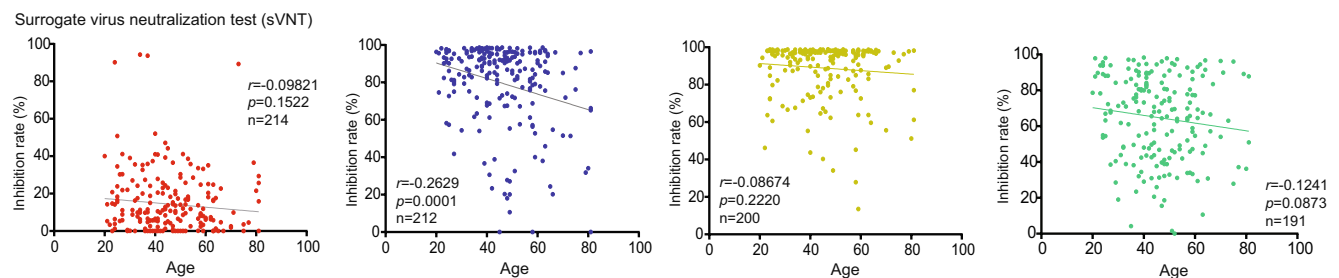 Surrogate virus neutralization test (sVNT)
Inhibition rate (%)
100
80
60
40
20
0
r=-0.09821
p=0.1522
n=214
0 20 40 60 80 100
Age
Inhibition rate (%)
100
80
60
40
20
0
r=-0.2629
p=0.0001
n=212
0 20 40 60 80 100
Age
Inhibition rate (%)
100
80
60
40
20
0
r=-0.08674
p=0.2220
n=200
0 20 40 60 80 100
Age
Inhibition rate (%)
100
80
60
40
20
0
r=-0.1241
p=0.0873
n=191
0 20 40 60 80 100
Age